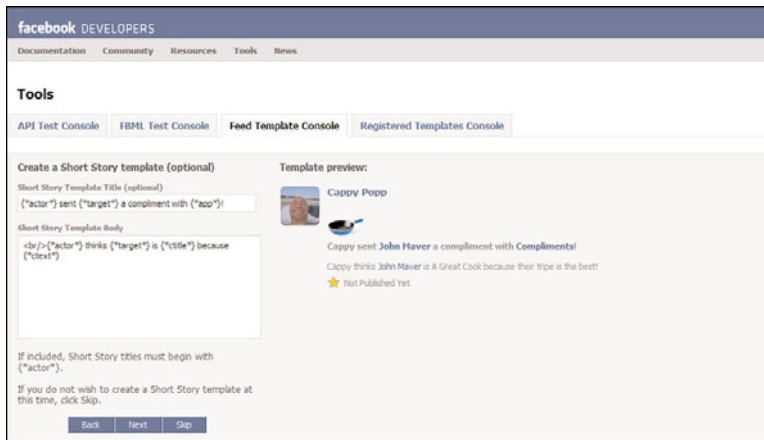 facebook DEVELOPERS
Documentation Community Resources Tools News
Tools
API Test Console FBML Test Console Feed Template Console Registered Templates Console
Create a Short Story template (optional)
Short Story Template Title (optional)
{*actor*} sent {*target*} a compliment with {*app*}!
Short Story Template Body
<br/>{*actor*} thinks {*target*} is {*ctitle*} because
{*ctext*}
If included, Short Story titles must begin with
{*actor*}.
If you do not wish to create a Short Story template at
this time, click Skip.
Back Next Skip
Template preview:
Cappy Popp
Cappy sent John Maver a compliment with Compliments!
Cappy thinks John Maver is A Great Cook because their tripe is the best!
Not Published Yet